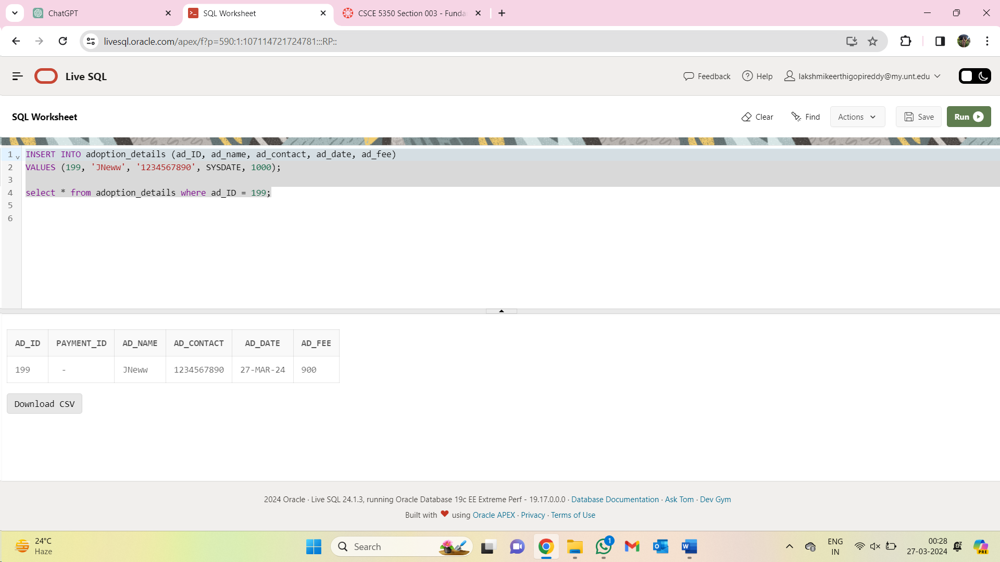 ChatGPT
SQL Worksheet
CSCE 5350 Section 003 - Funda
livesql.oracle.com/apex/f?p=590:1:107114721724781:::RP::
Live SQL
Feedback
Help
lakshmikeerthigopireddy@my.unt.edu
SQL Worksheet
Clear
Find
Actions
Save
Run
1 INSERT INTO adoption_details (ad_ID, ad_name, ad_contact, ad_date, ad_fee)
2 VALUES (199, 'JNeww', '1234567890', SYSDATE, 1000);
3
4 select * from adoption_details where ad_ID = 199;
5
6
AD_ID PAYMENT_ID AD_NAME AD_CONTACT AD_DATE AD_FEE
199 - JNeww 1234567890 27-MAR-24 900
Download CSV
2024 Oracle · Live SQL 24.1.3, running Oracle Database 19c EE Extreme Perf - 19.17.0.0.0 · Database Documentation · Ask Tom · Dev Gym
Built with ❤ using Oracle APEX · Privacy · Terms of Use
24°C
Haze
Search
1
ENG
IN
00:28
27-03-2024
PRE